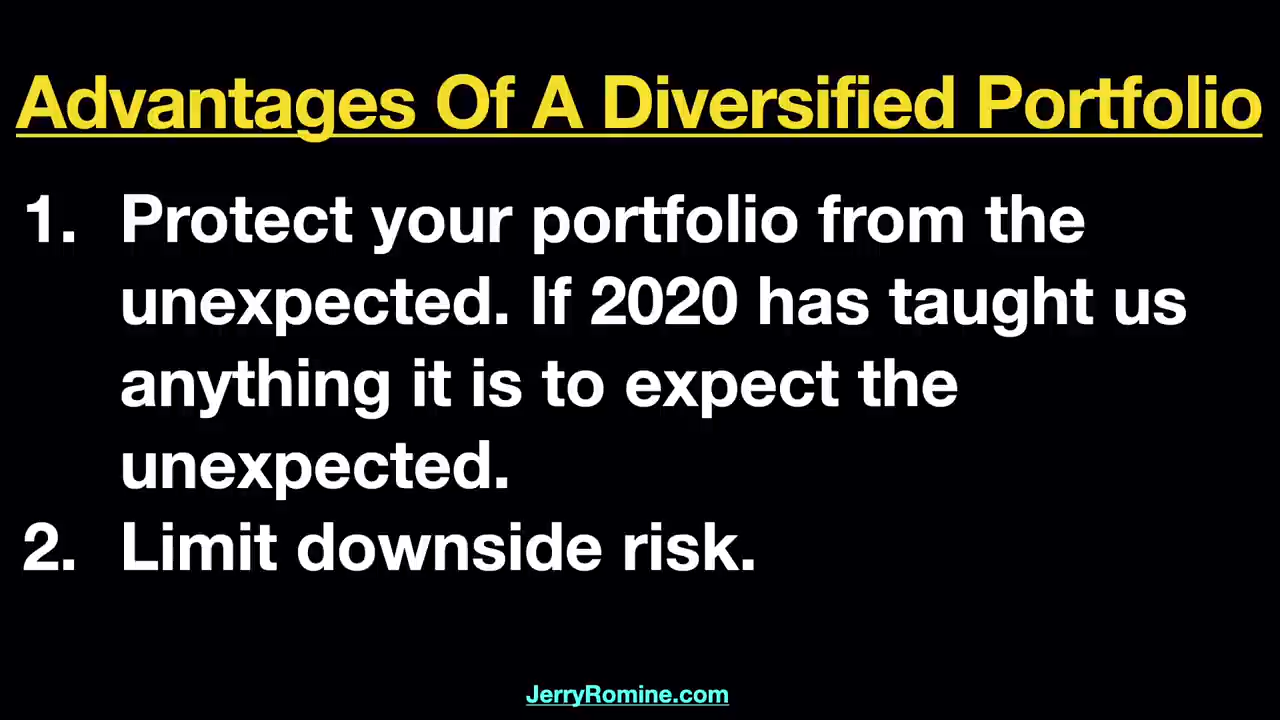 Advantages Of A Diversified Portfolio
1. Protect your portfolio from the
unexpected. If 2020 has taught us
anything it is to expect the
unexpected.
2. Limit downside risk.
JerryRomine.com